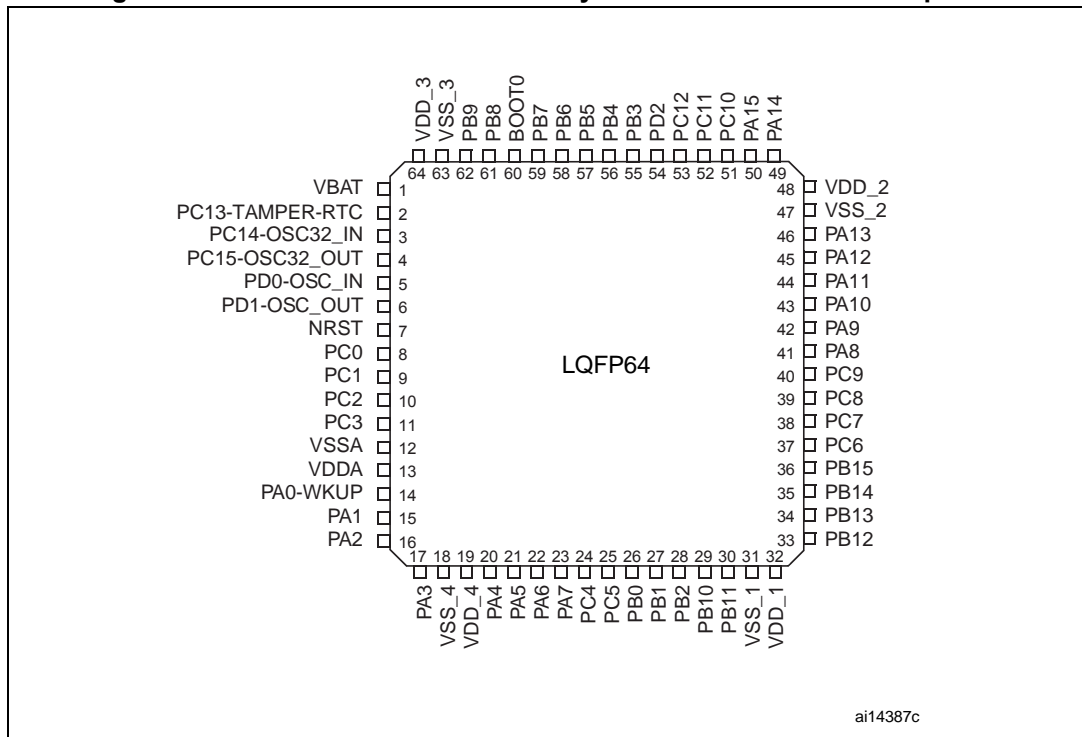 VDD_3
VSS_3
PB9
PB8
BOOT0
PB7
PB6
PB5
PB4
PB3
PD2
PC12
PC11
PC10
PA15
PA14
64 63 62 61 60 59 58 57 56 55 54 53 52 51 50 49
VBAT 1
PC13-TAMPER-RTC 2
PC14-OSC32_IN 3
PC15-OSC32_OUT 4
PD0-OSC_IN 5
PD1-OSC_OUT 6
NRST 7
PC0 8
PC1 9
PC2 10
PC3 11
VSSA 12
VDDA 13
PA0-WKUP 14
PA1 15
PA2 16
LQFP64
48 VDD_2
47 VSS_2
46 PA13
45 PA12
44 PA11
43 PA10
42 PA9
41 PA8
40 PC9
39 PC8
38 PC7
37 PC6
36 PB15
35 PB14
34 PB13
33 PB12
17 18 19 20 21 22 23 24 25 26 27 28 29 30 31 32
PA3
VSS_4
VDD_4
PA4
PA5
PA6
PA7
PC4
PC5
PB0
PB1
PB2
PB10
PB11
VSS_1
VDD_1
ai14387c